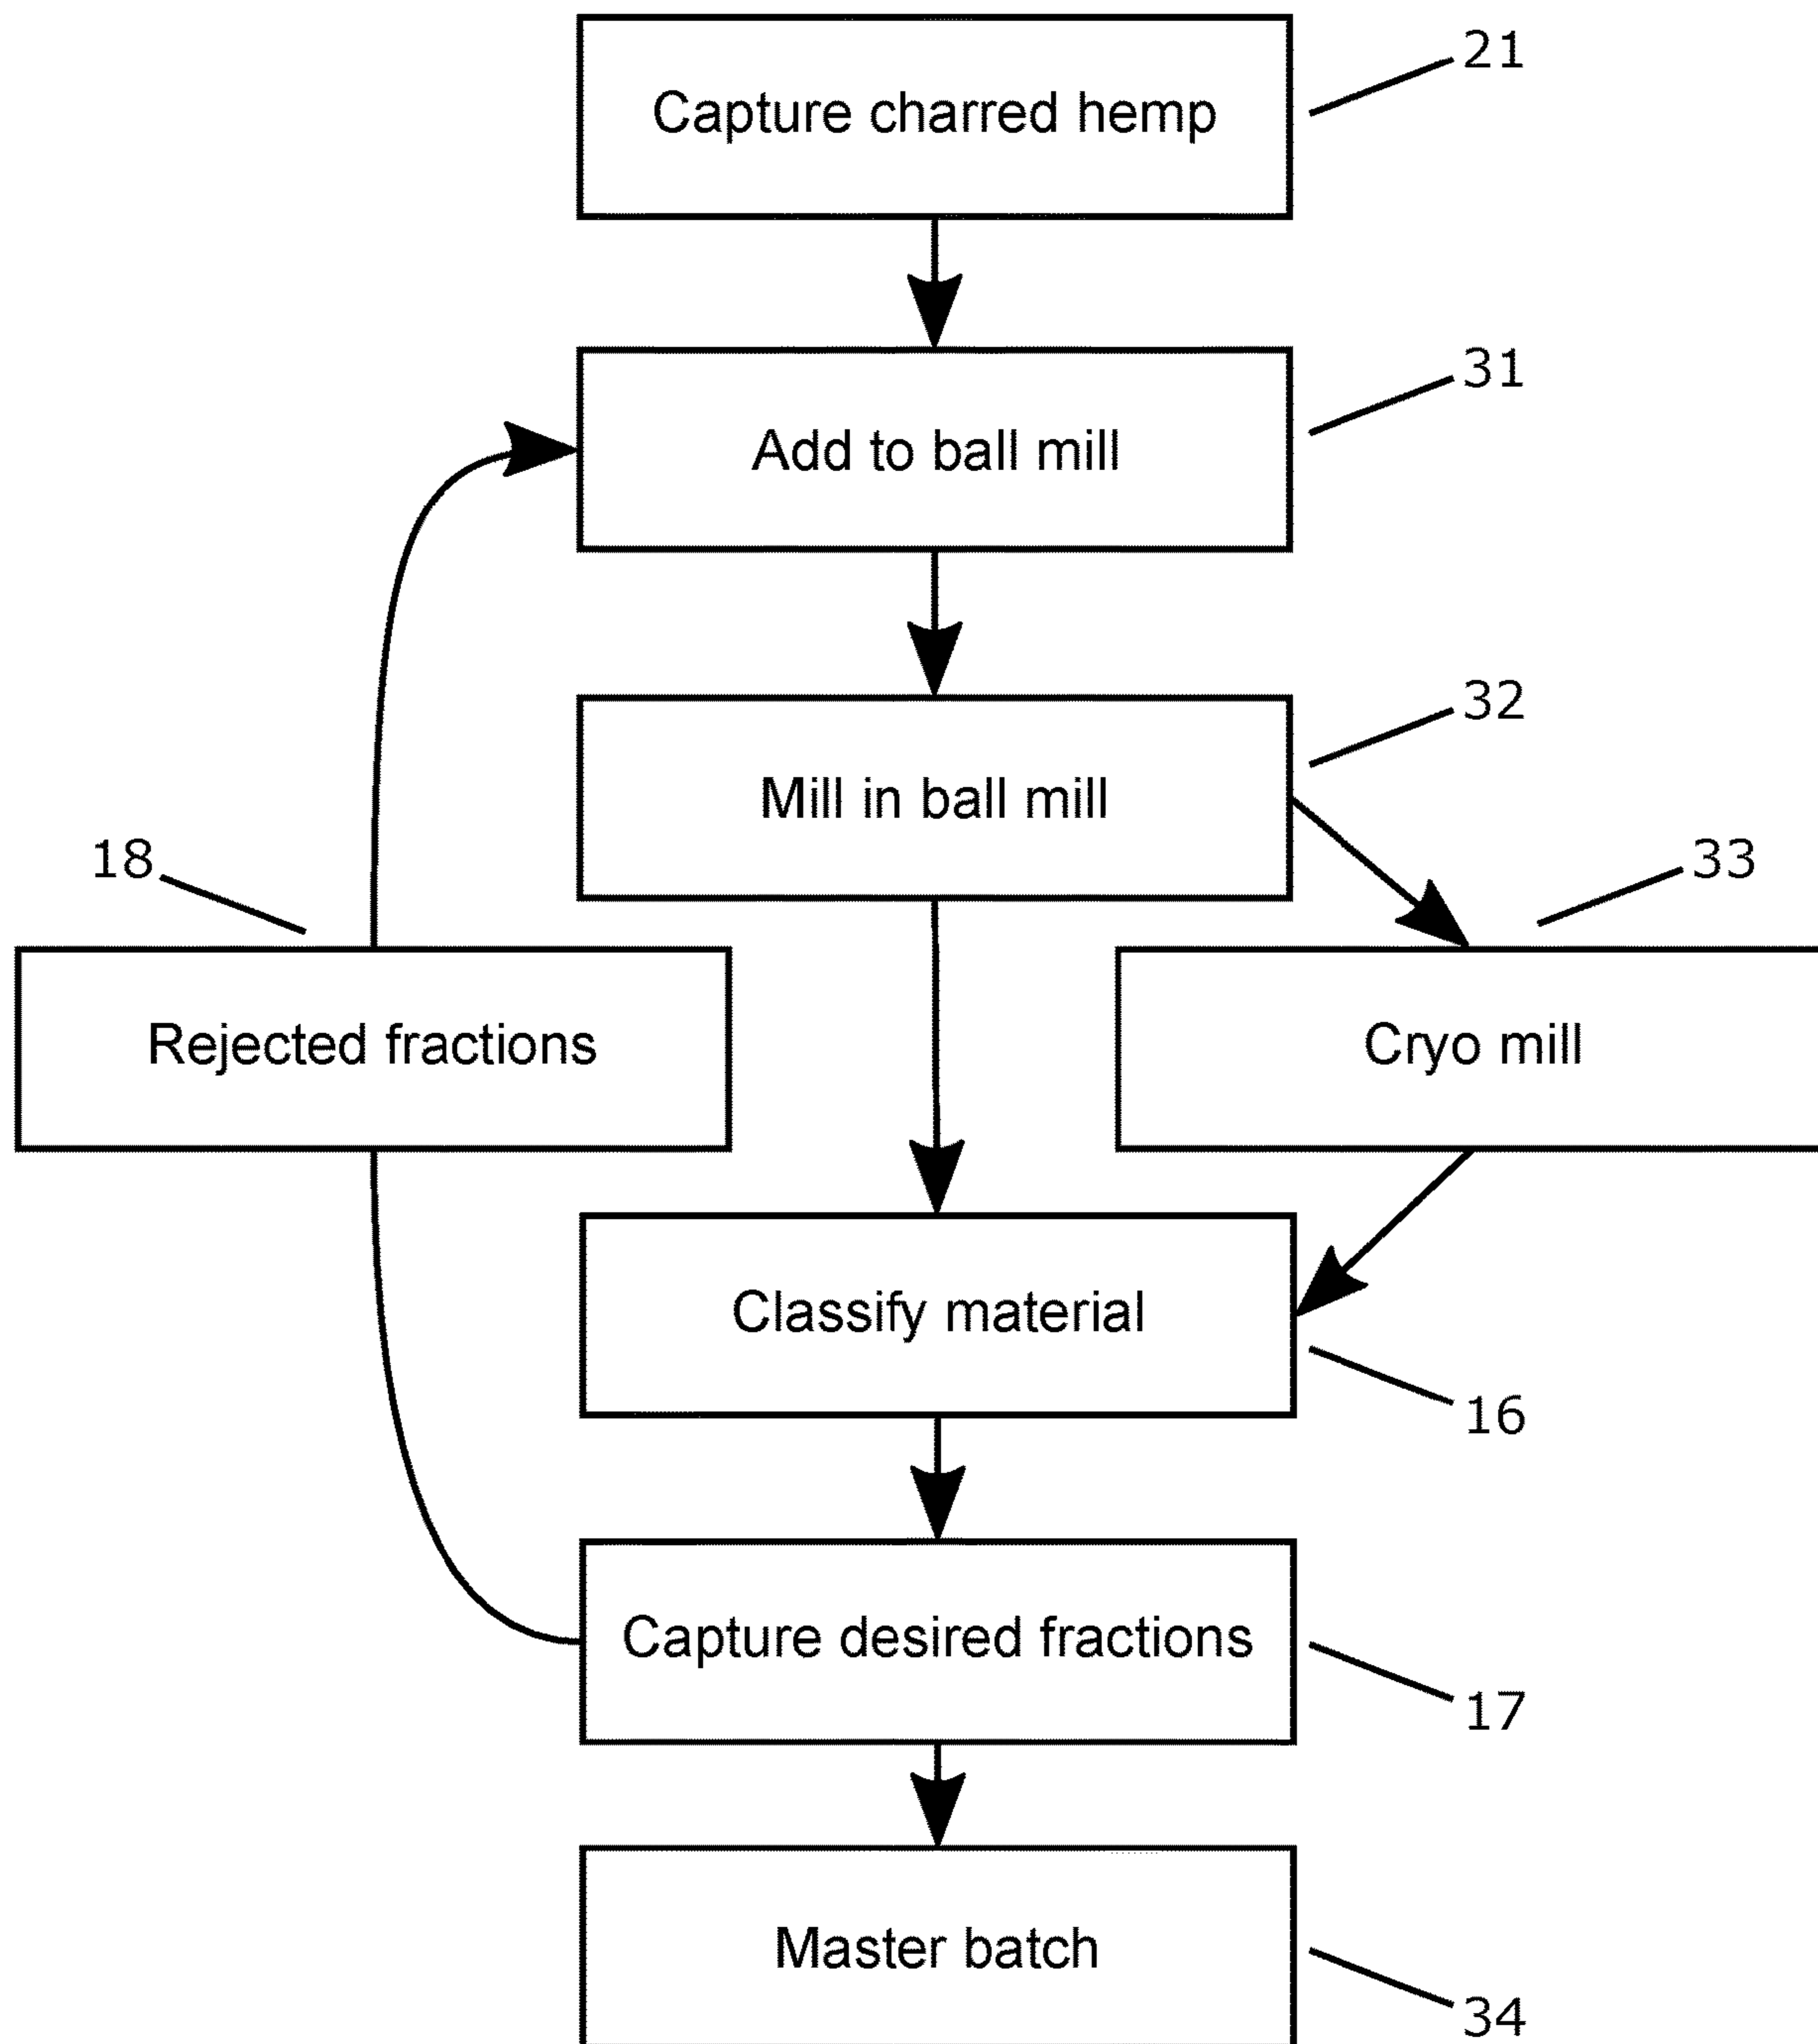 Capture charred hemp
21
Add to ball mill
31
Mill in ball mill
32
18
33
Rejected fractions
Cryo mill
Classify material
16
Capture desired fractions
17
Master batch
34